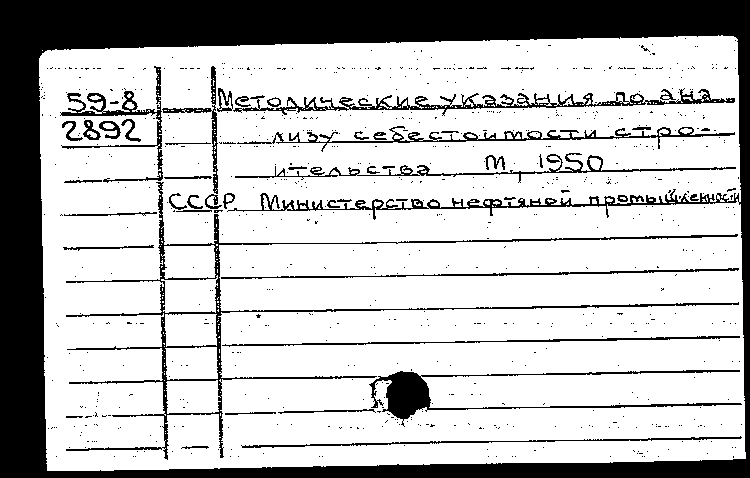 59-8 Методические указания по ана
2892 лизу себестоимости стро-
ительства М., 1950
СССР. Министерство нефтяной промышленности